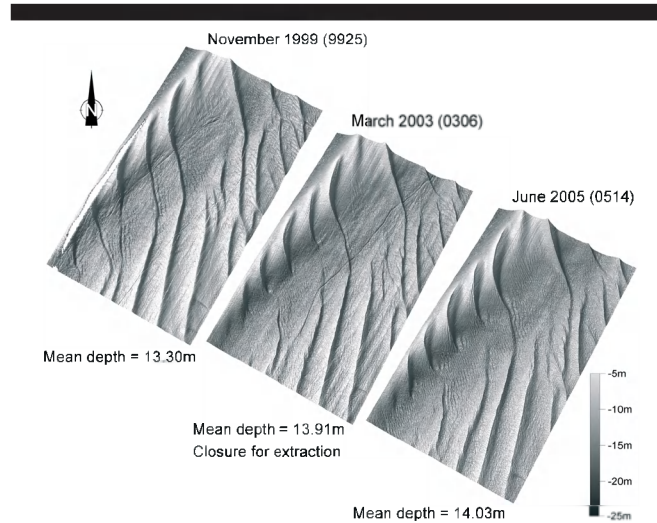 November 1999 (9925)
N
March 2003 (0306)
June 2005 (0514)
Mean depth = 13.30m
Mean depth = 13.91m
Closure for extraction
Mean depth = 14.03m
-5m
-10m
-15m
-20m
-25m